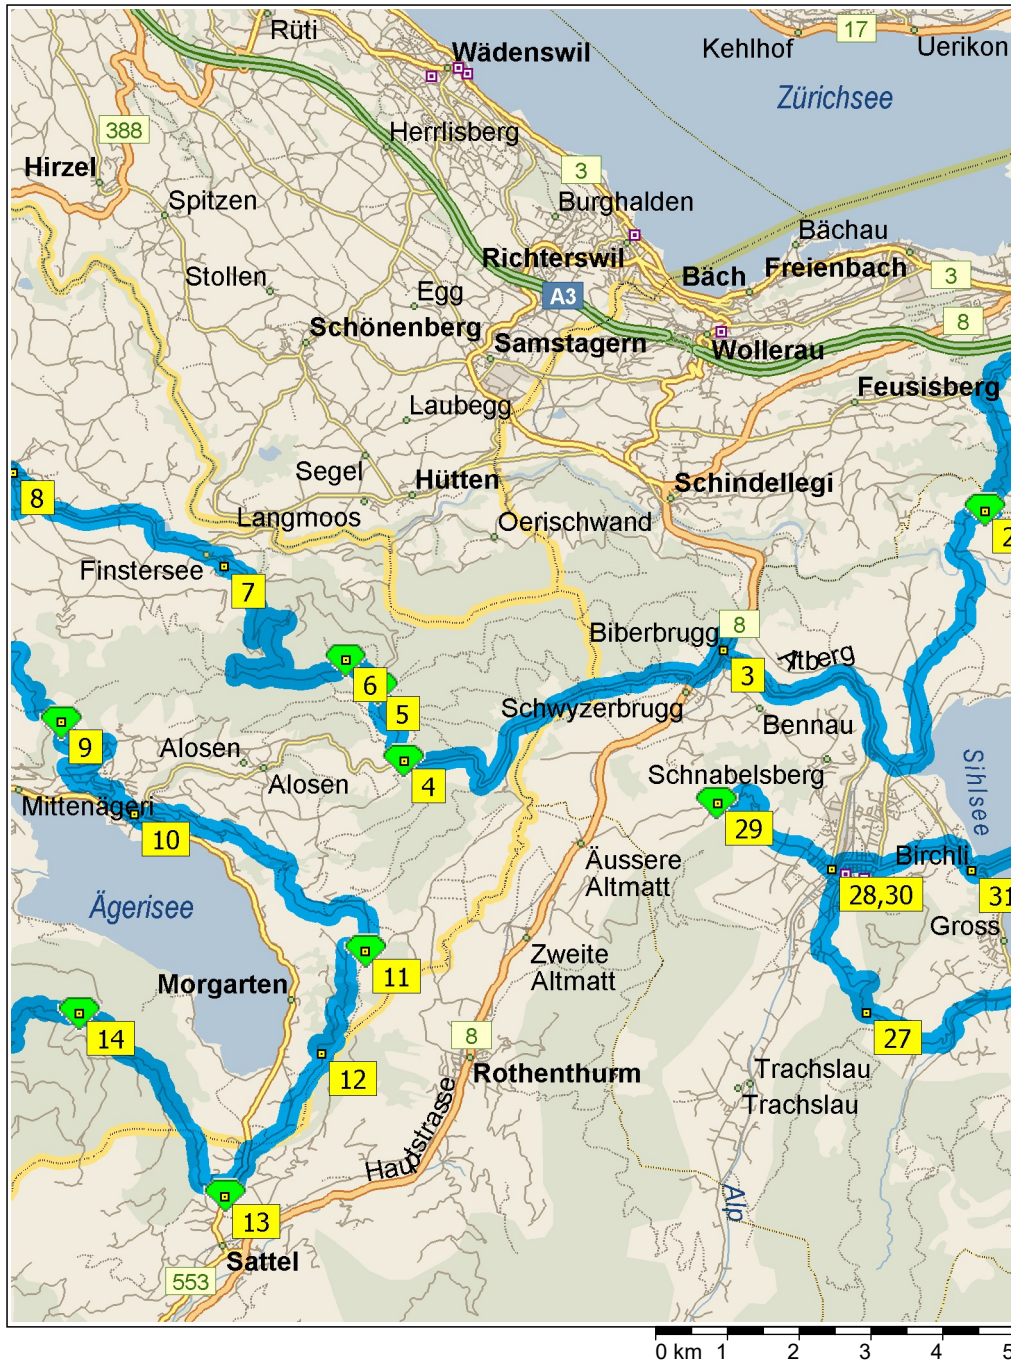 Rüti
17
Kehlhof
Uerikon
Wädenswil
Zürichsee
388
Herrlisberg
Hirzel
3
Spitzen
Burghalden
Bächau
Richterswil
Stollen
Bäch
Freienbach
3
Egg
A3
8
Schönenberg
Samstagern
Wollerau
Feusisberg
Laubegg
Segel
Hütten
Schindellegi
8
Langmoos
Oerischwand
2
Finstersee
7
8
Biberbrugg
Altberg
3
6
5
Schwyzerbrugg
Bennau
9
Alosen
Alosen
4
Schnabelsberg
Sihlsee
Mittenägeri
10
29
Äussere
Altmatt
Birchli
28,30
31
Ägerisee
Gross
Zweite
Altmatt
11
Morgarten
14
27
8
12
Rothenthurm
Trachslau
Trachslau
Hauptstrasse
Alp
13
Sattel
553
0 km
1
2
3
4
5